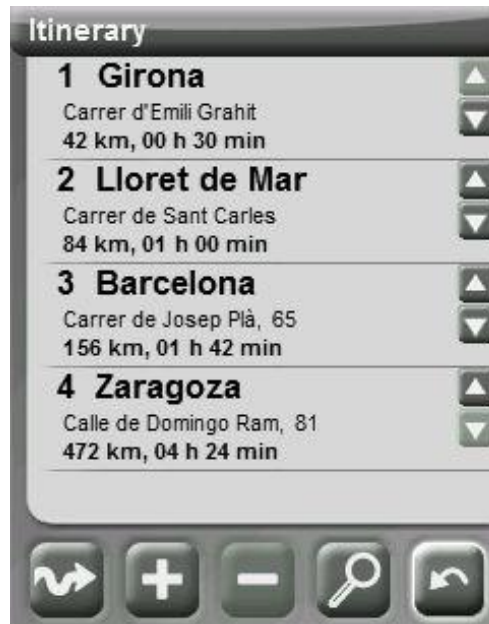 Itinerary
1 Girona
Carrer d'Emili Grahit
42 km, 00 h 30 min
2 Lloret de Mar
Carrer de Sant Carles
84 km, 01 h 00 min
3 Barcelona
Carrer de Josep Plà, 65
156 km, 01 h 42 min
4 Zaragoza
Calle de Domingo Ram, 81
472 km, 04 h 24 min